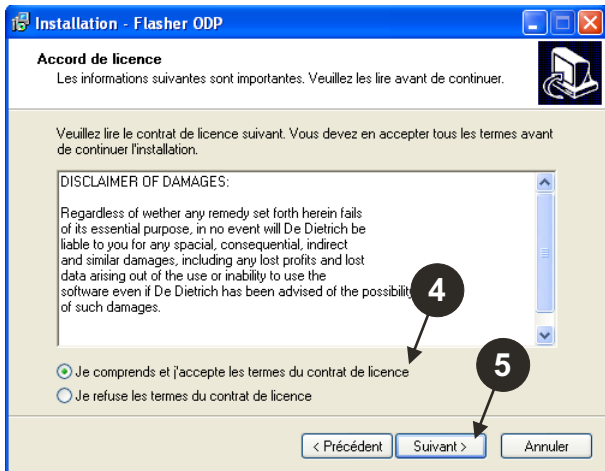 Installation - Flasher ODP
Accord de licence
Les informations suivantes sont importantes. Veuillez les lire avant de continuer.
Veuillez lire le contrat de licence suivant. Vous devez en accepter tous les termes avant
de continuer l'installation.
DISCLAIMER OF DAMAGES:
Regardless of wether any remedy set forth herein fails
of its essential purpose, in no event will De Dietrich be
liable to you for any spacial, consequential, indirect
and similar damages, including any lost profits and lost
data arising out of the use or inability to use the
software even if De Dietrich has been advised of the possibility
of such damages.
4
Je comprends et j'accepte les termes du contrat de licence
5
Je refuse les termes du contrat de licence
< Précédent Suivant > Annuler